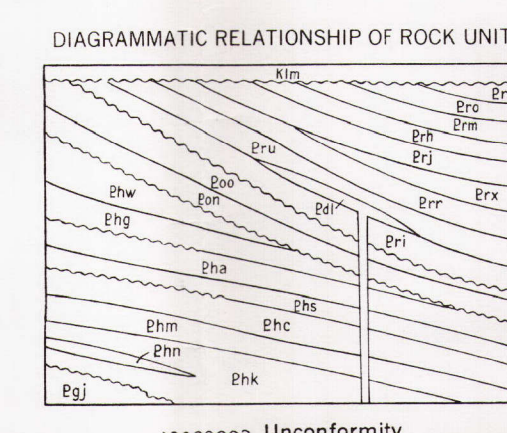 DIAGRAMMATIC RELATIONSHIP OF ROCK UNIT
Klm
Ꝑr
Ꝑro
Ꝑrm
Ꝑrh
Ꝑru
Ꝑrj
Ꝑoo
Ꝑhw
Ꝑon
Ꝑrx
Ꝑdl
Ꝑrr
Ꝑhg
Ꝑri
Ꝑha
Ꝑhs
Ꝑhm
Ꝑhc
Ꝑhn
Ꝑhk
Ꝑgj
Unconformity